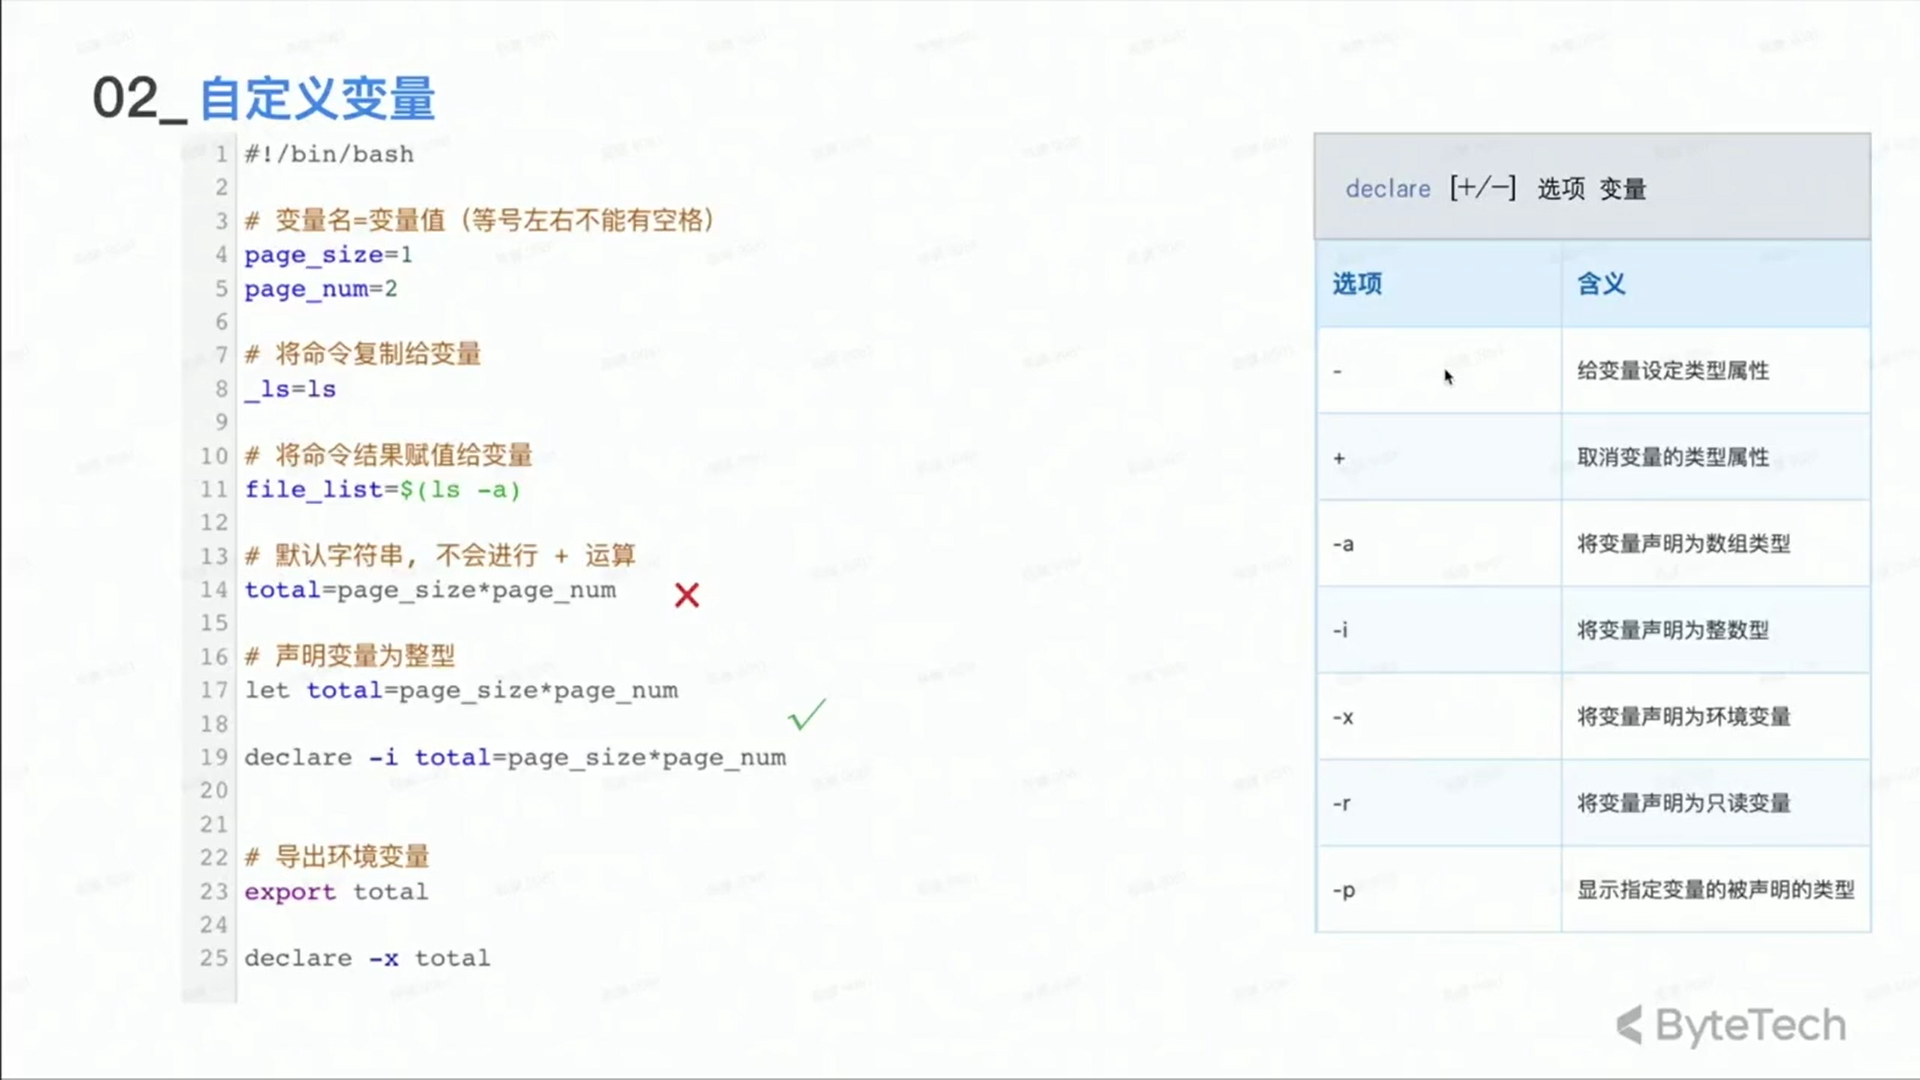 02_自定义变量
1 #!/bin/bash
2
3 # 变量名=变量值（等号左右不能有空格）
4 page_size=1
5 page_num=2
6
7 # 将命令复制给变量
8 _ls=ls
9
10 # 将命令结果赋值给变量
11 file_list=$(ls -a)
12
13 # 默认字符串, 不会进行 + 运算
14 total=page_size*page_num
15
16 # 声明变量为整型
17 let total=page_size*page_num
18
19 declare -i total=page_size*page_num
20
21
22 # 导出环境变量
23 export total
24
25 declare -x total
declare [+/-] 选项 变量
选项 含义
- 给变量设定类型属性
+ 取消变量的类型属性
-a 将变量声明为数组类型
-i 将变量声明为整数型
-x 将变量声明为环境变量
-r 将变量声明为只读变量
-p 显示指定变量的被声明的类型
ByteTech